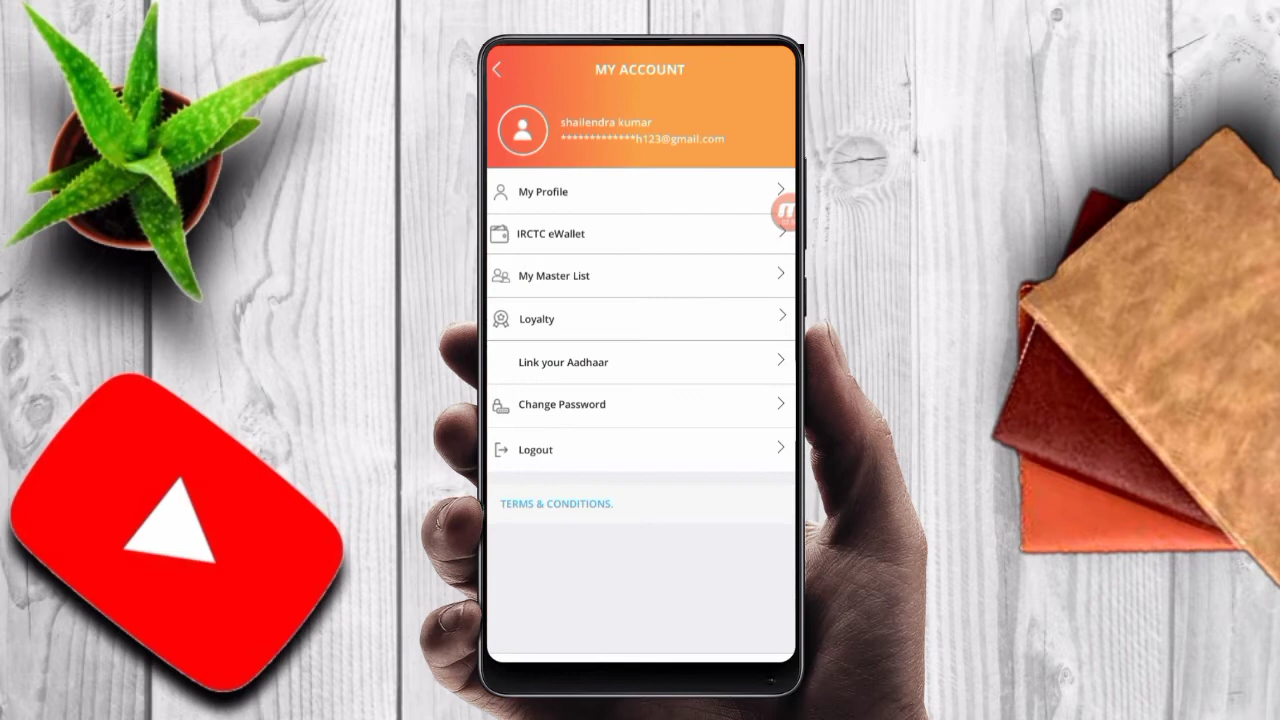 MY ACCOUNT
shailendra kumar
*************h123@gmail.com
My Profile
IRCTC eWallet
My Master List
Loyalty
Link your Aadhaar
Change Password
Logout
TERMS & CONDITIONS.